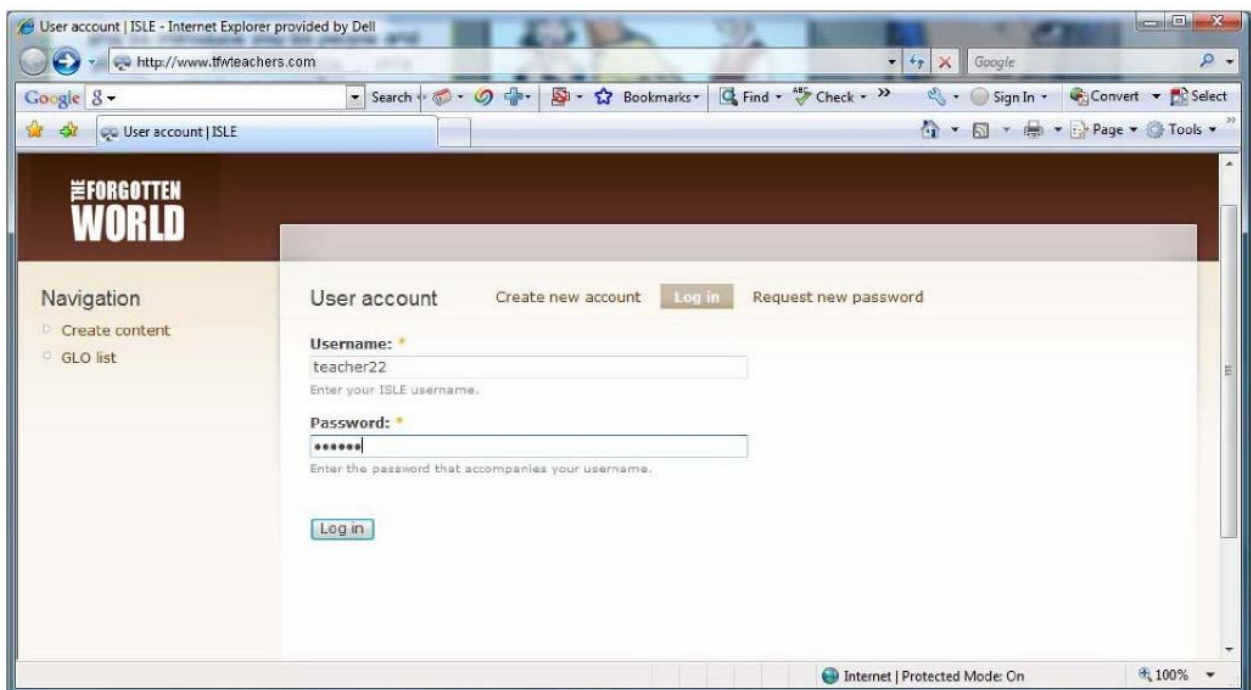 User account | ISLE - Internet Explorer provided by Dell
http://www.tfwteachers.com
Google
Google
Search
Bookmarks
Find
ABC Check
»
Sign In
Convert
Select
User account | ISLE
Page
Tools
»
THE FORGOTTEN
WORLD
Navigation
Create content
GLO list
User account
Create new account
Log in
Request new password
Username: *
teacher22
Enter your ISLE username.
Password: *
••••••
Enter the password that accompanies your username.
Log in
Internet | Protected Mode: On
100%